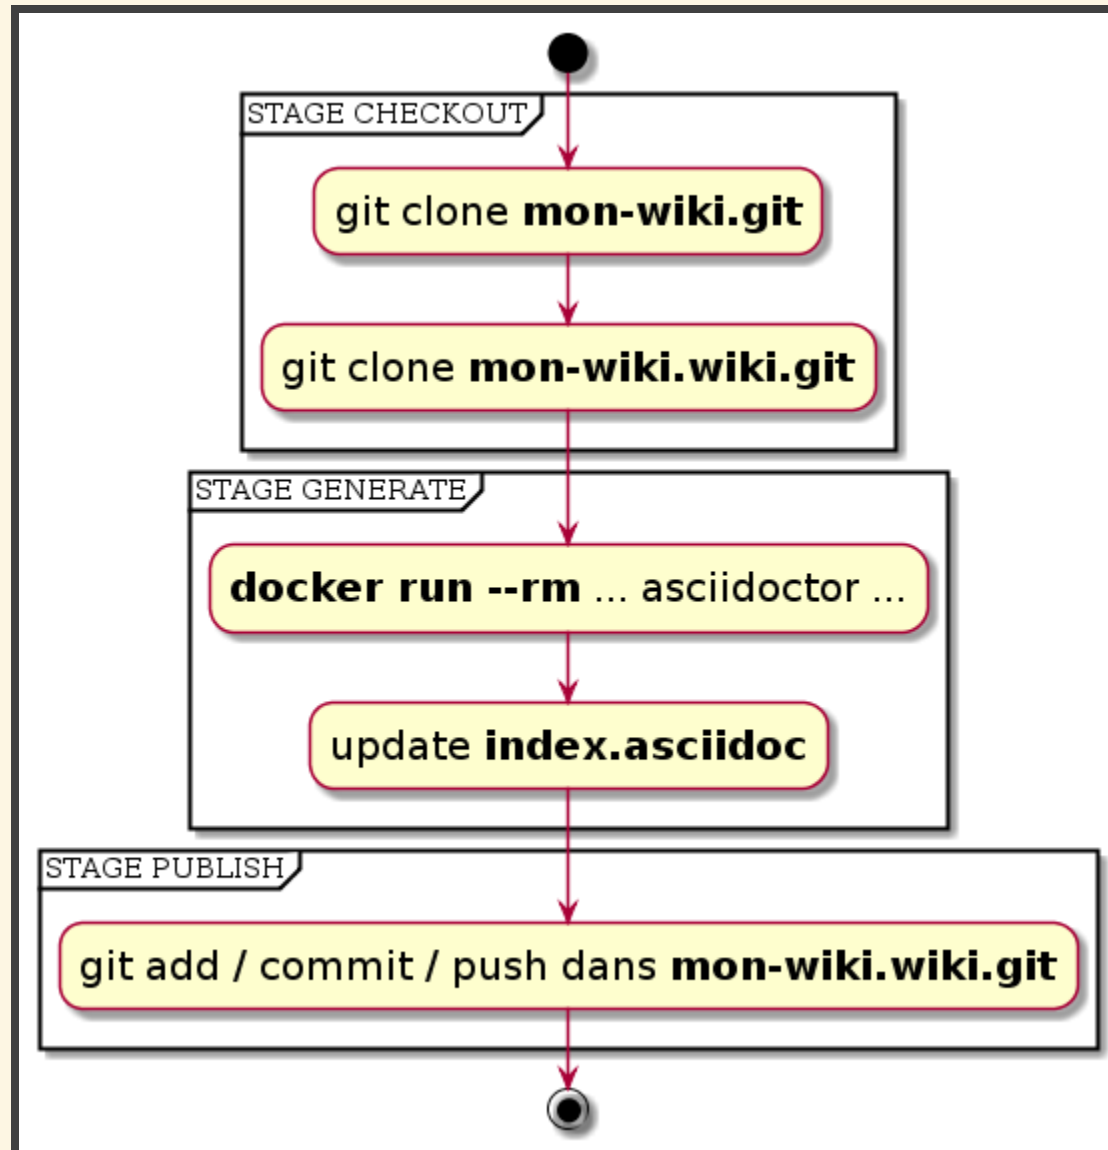 STAGE CHECKOUT
git clone mon-wiki.git
git clone mon-wiki.wiki.git
STAGE GENERATE
docker run --rm ... asciidoctor ...
update index.asciidoc
STAGE PUBLISH
git add / commit / push dans mon-wiki.wiki.git